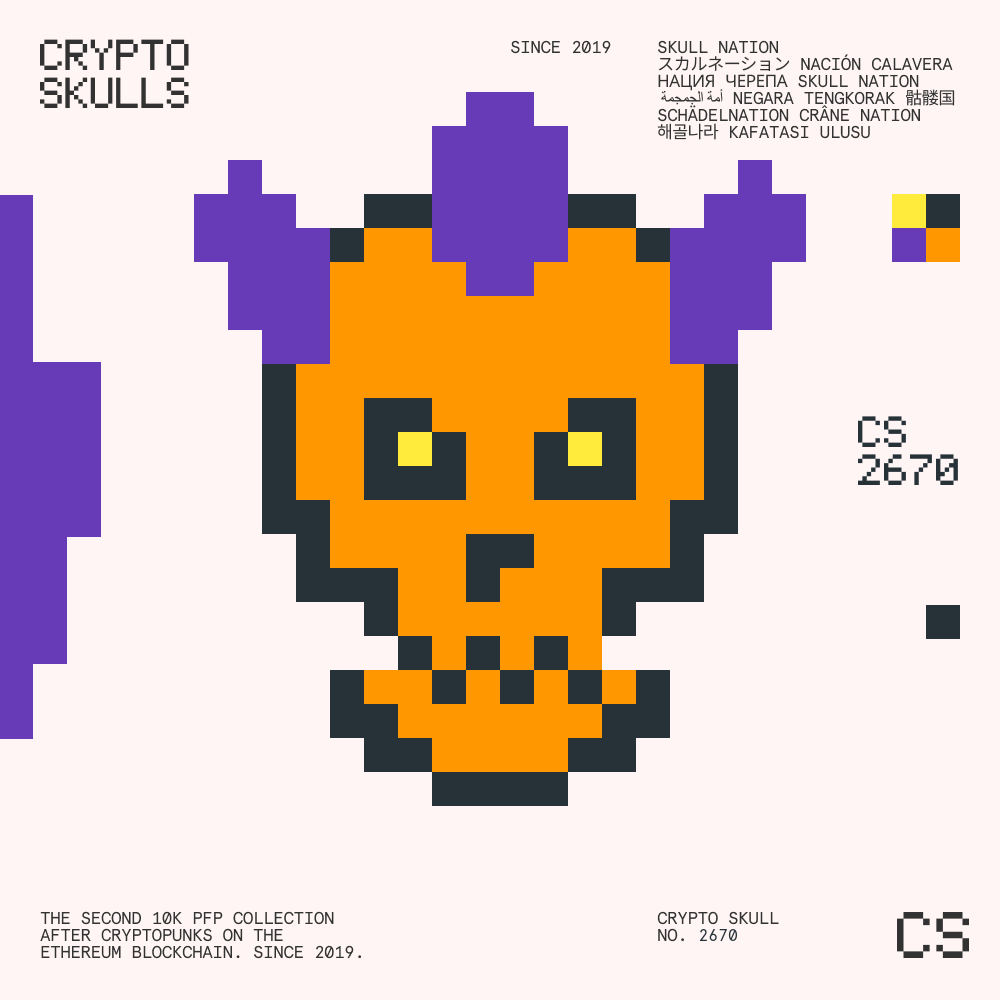 CRYPTO
SKULLS
SINCE 2019
SKULL NATION
スカルネーション NACIÓN CALAVERA
НАЦИЯ ЧЕРЕПА SKULL NATION
أمة الجمجمة NEGARA TENGKORAK 骷髅国
SCHÄDELNATION CRÂNE NATION
해골나라 KAFATASI ULUSU
CS
2670
THE SECOND 10K PFP COLLECTION
AFTER CRYPTOPUNKS ON THE
ETHEREUM BLOCKCHAIN. SINCE 2019.
CRYPTO SKULL
NO. 2670
CS